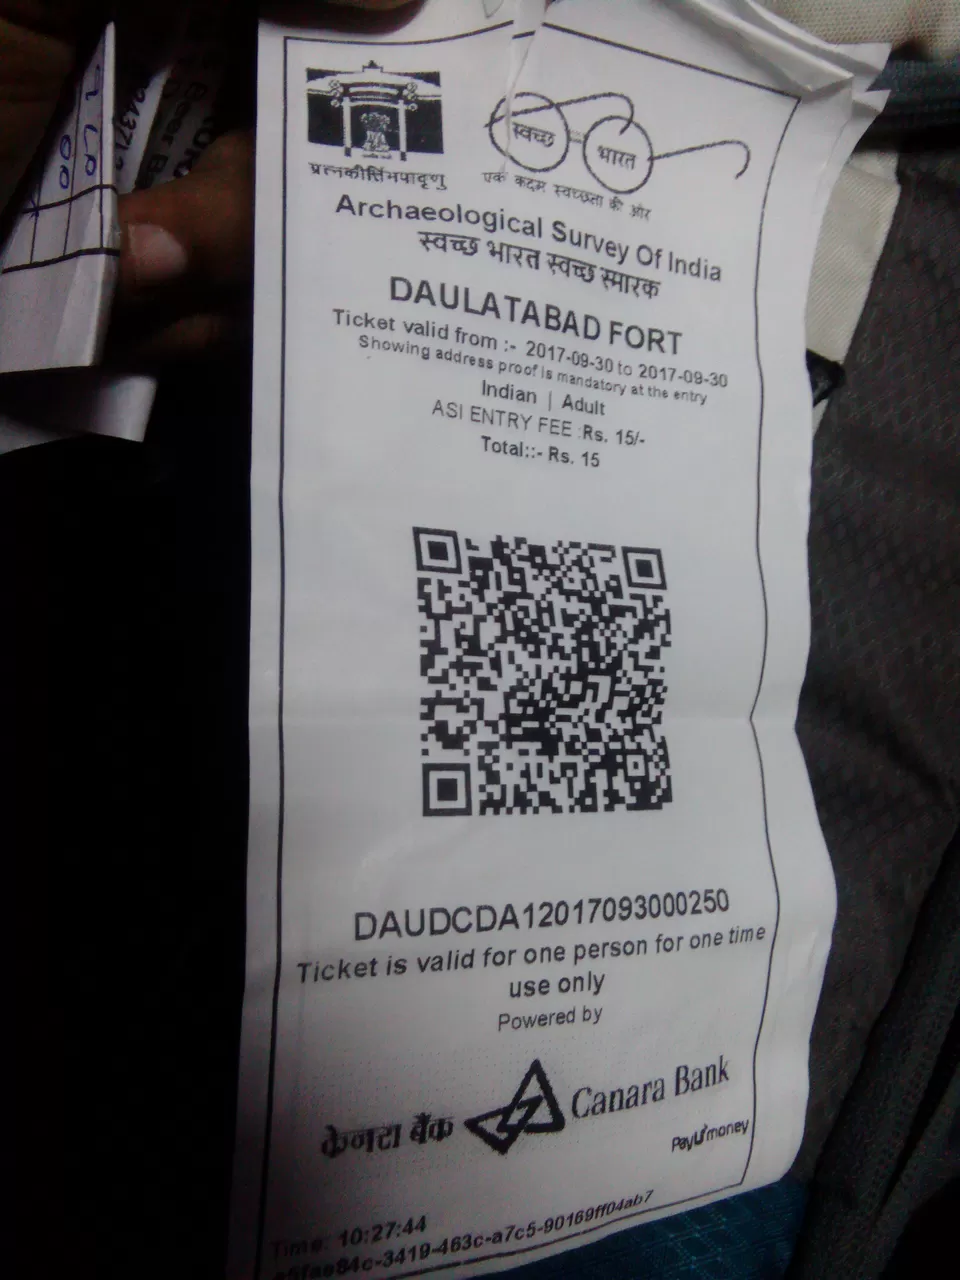 प्रत्नकीर्त्तिमपावृणु
स्वच्छ भारत
एक कदम स्वच्छता की ओर
Archaeological Survey Of India
स्वच्छ भारत स्वच्छ स्मारक
DAULATABAD FORT
Ticket valid from :- 2017-09-30 to 2017-09-30
Showing address proof is mandatory at the entry
Indian | Adult
ASI ENTRY FEE :Rs. 15/-
Total::- Rs. 15
DAUDCDA12017093000250
Ticket is valid for one person for one time
use only
Powered by
केनरा बैंक Canara Bank
PayUmoney
Time: 10:27:44
a5fae84c-3419-463c-a7c5-90169ff04ab7